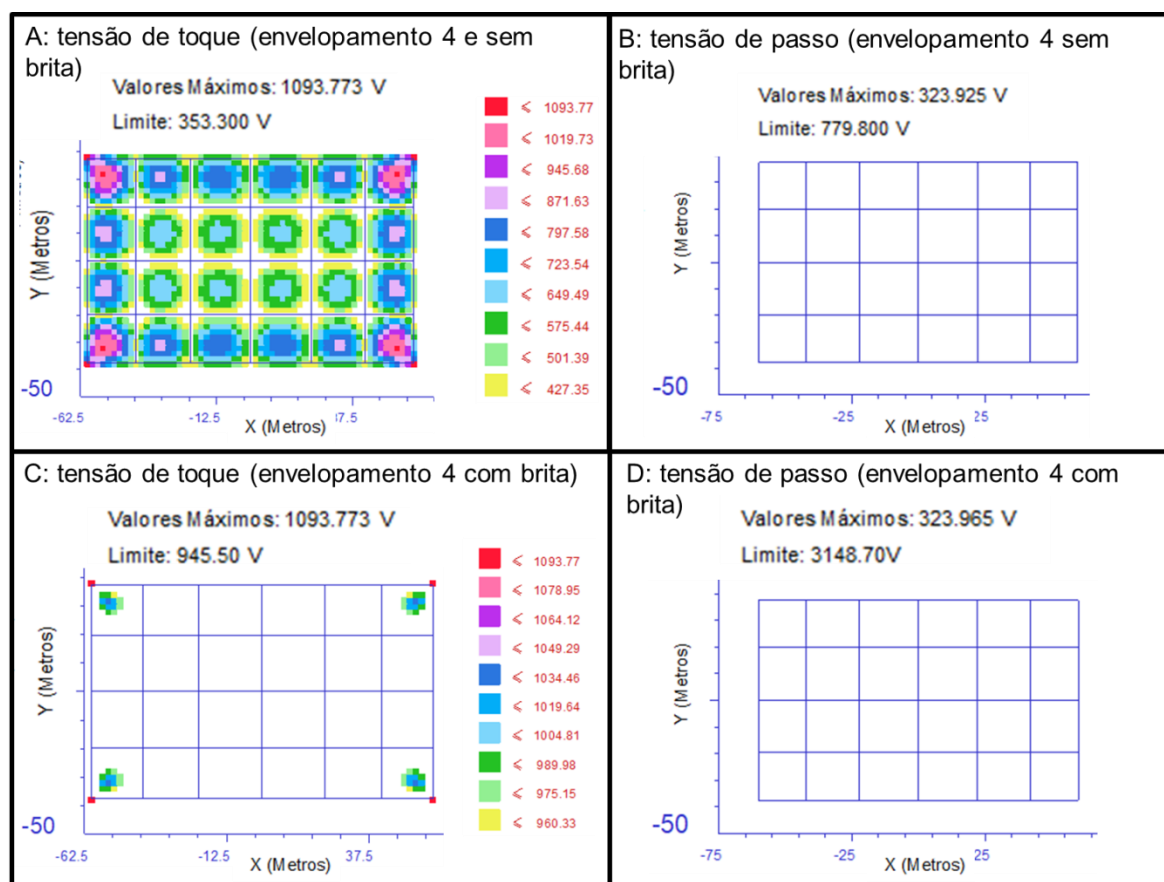 A: tensão de toque (envelopamento 4 e sem
brita)
Valores Máximos: 1093.773 V
Limite: 353.300 V
⩽ 1093.77
⩽ 1019.73
⩽ 945.68
⩽ 871.63
⩽ 797.58
⩽ 723.54
⩽ 649.49
⩽ 575.44
⩽ 501.39
⩽ 427.35
Y (Metros)
-50
-62.5 -12.5
X (Metros)
B: tensão de passo (envelopamento 4 sem
brita)
Valores Máximos: 323.925 V
Limite: 779.800 V
Y (Metros)
-50
-75 -25 25
X (Metros)
C: tensão de toque (envelopamento 4 com brita)
Valores Máximos: 1093.773 V
Limite: 945.50 V
⩽ 1093.77
⩽ 1078.95
⩽ 1064.12
⩽ 1049.29
⩽ 1034.46
⩽ 1019.64
⩽ 1004.81
⩽ 989.98
⩽ 975.15
⩽ 960.33
Y (Metros)
-50
-62.5 -12.5 37.5
X (Metros)
D: tensão de passo (envelopamento 4 com
brita)
Valores Máximos: 323.965 V
Limite: 3148.70V
Y (Metros)
-50
-75 -25 25
X (Metros)